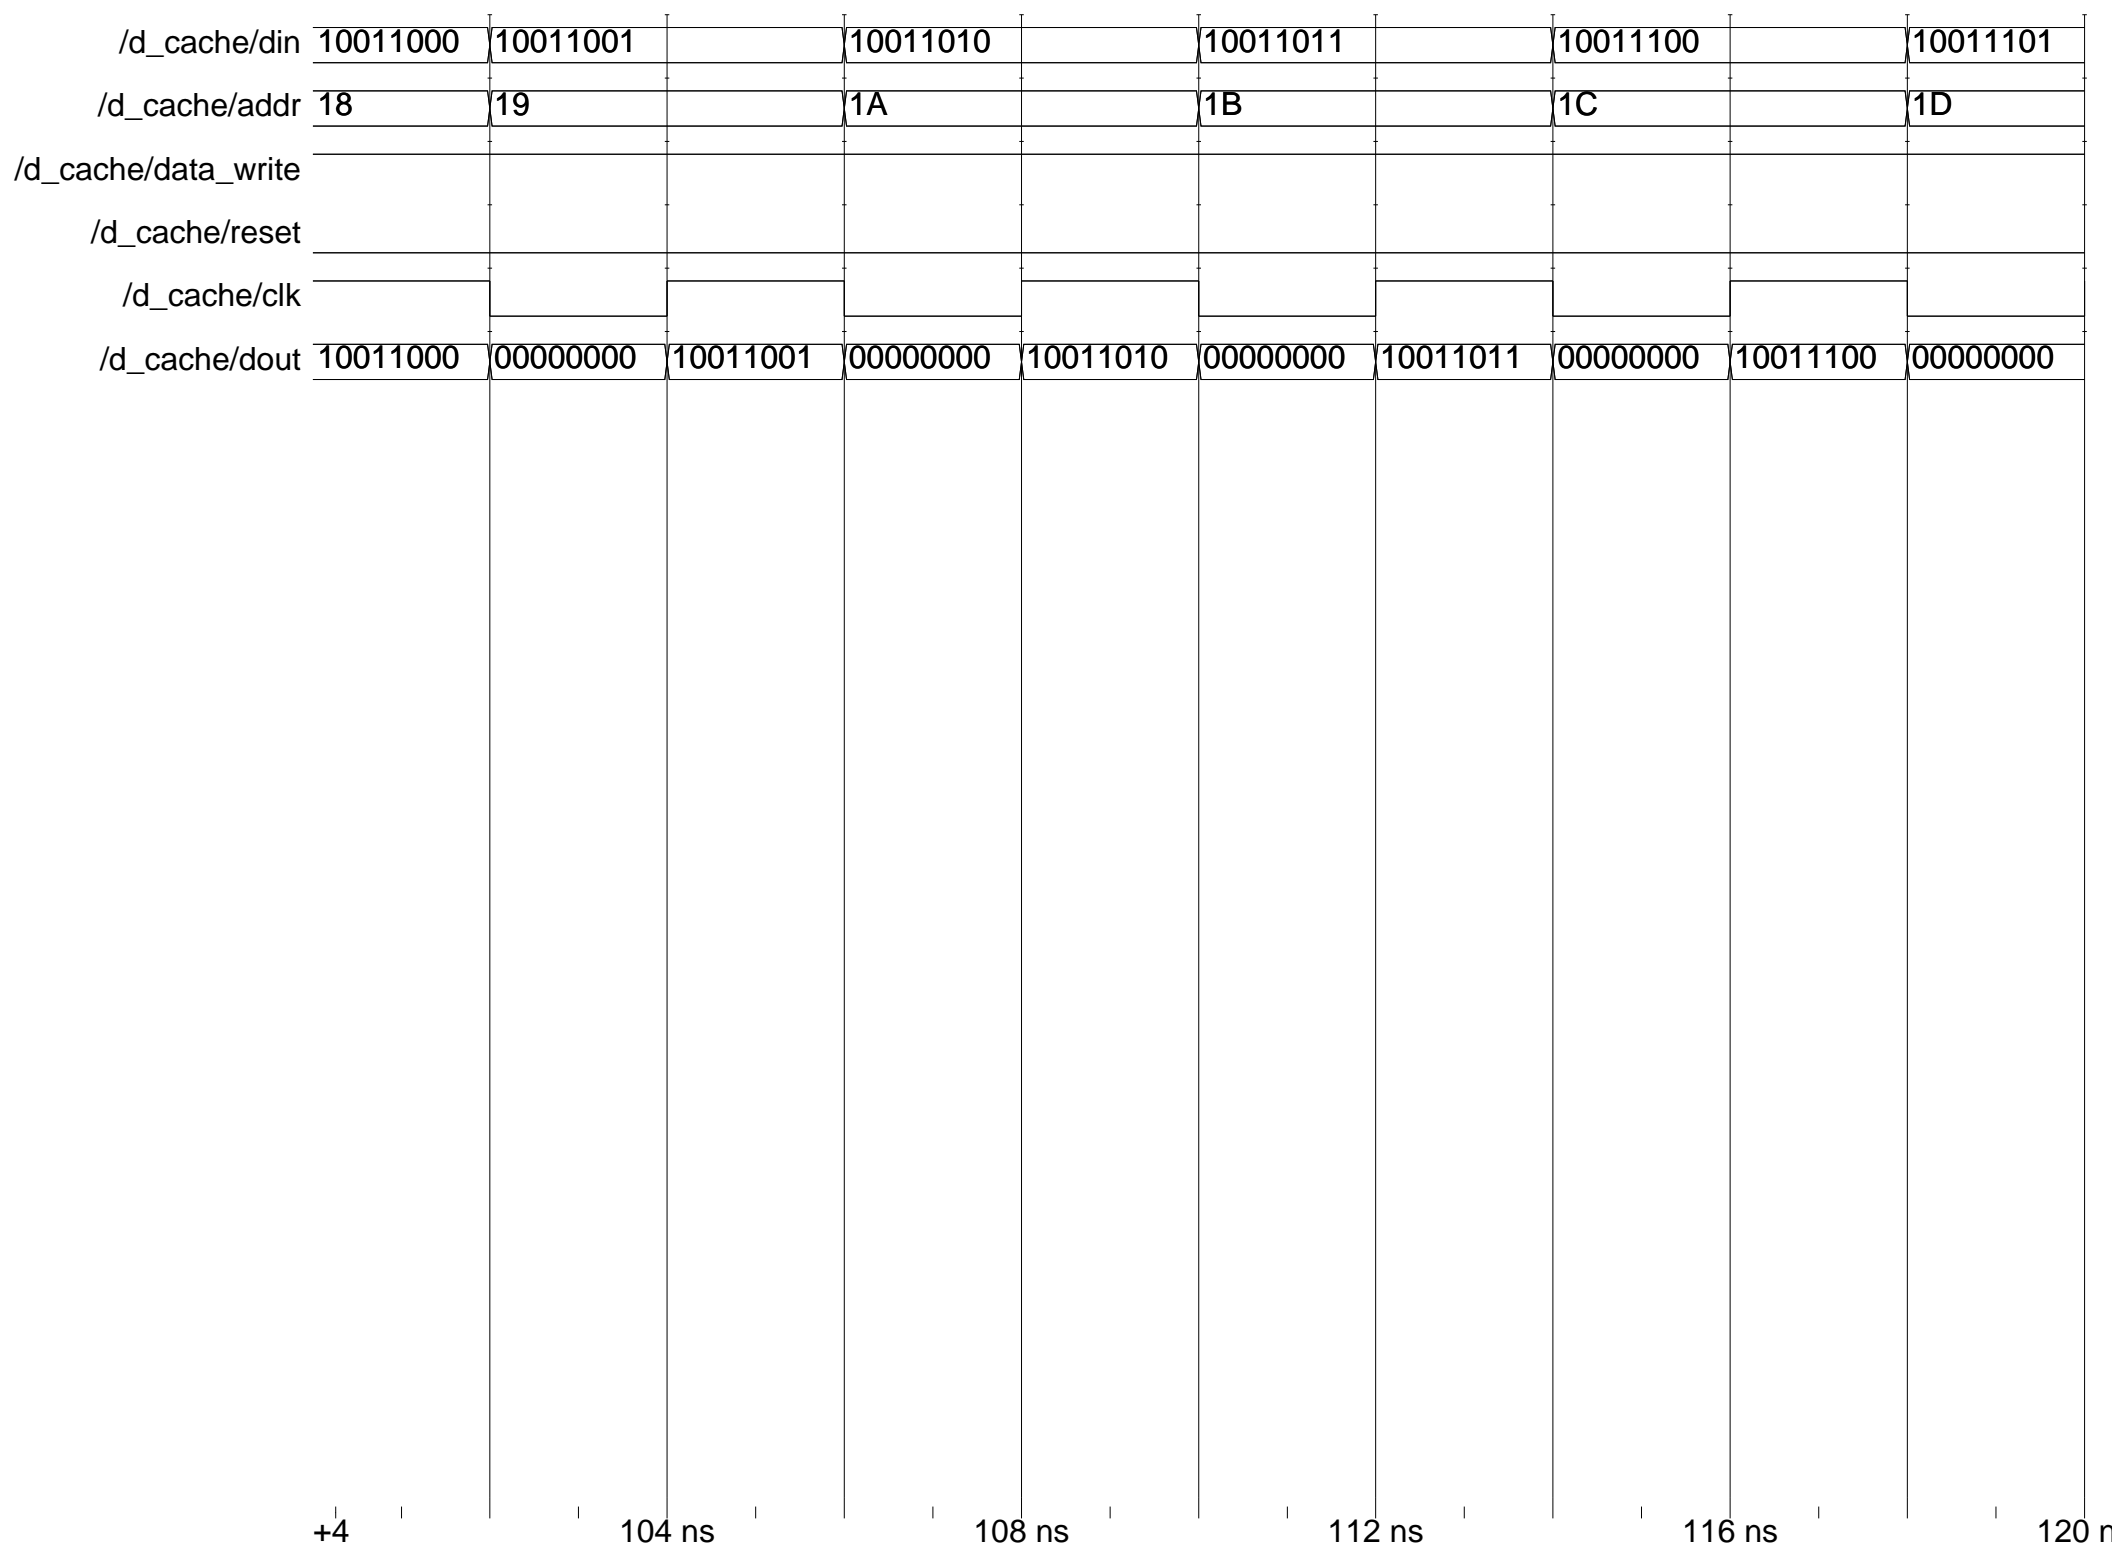 /d_cache/din 10011000 10011001 10011010 10011011 10011100 10011101
/d_cache/addr 18 19 1A 1B 1C 1D
/d_cache/data_write
/d_cache/reset
/d_cache/clk
/d_cache/dout 10011000 00000000 10011001 00000000 10011010 00000000 10011011 00000000 10011100 00000000
+4 104 ns 108 ns 112 ns 116 ns 120 n